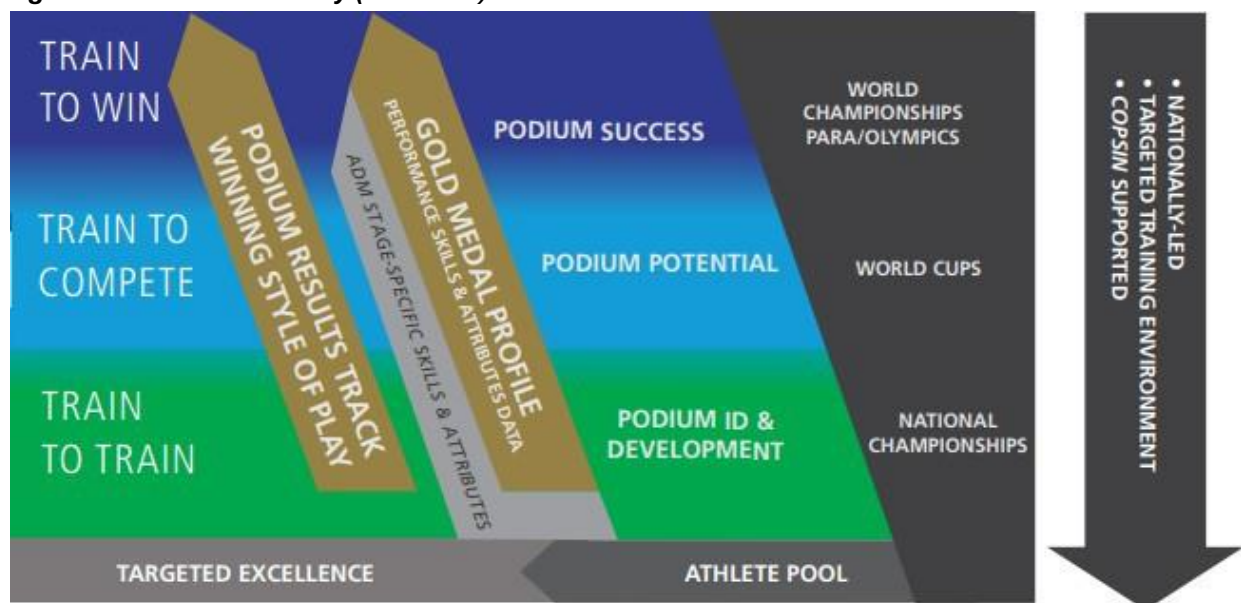 TRAIN
TO WIN
TRAIN TO
COMPETE
TRAIN
TO TRAIN
PODIUM RESULTS TRACK
WINNING STYLE OF PLAY
GOLD MEDAL PROFILE
PERFORMANCE SKILLS & ATTRIBUTES DATA
ADM STAGE-SPECIFIC SKILLS & ATTRIBUTES
PODIUM SUCCESS
PODIUM POTENTIAL
PODIUM ID &
DEVELOPMENT
WORLD
CHAMPIONSHIPS
PARA/OLYMPICS
WORLD CUPS
NATIONAL
CHAMPIONSHIPS
• NATIONALLY-LED
• TARGETED TRAINING ENVIRONMENT
• COPSIN SUPPORTED
TARGETED EXCELLENCE
ATHLETE POOL